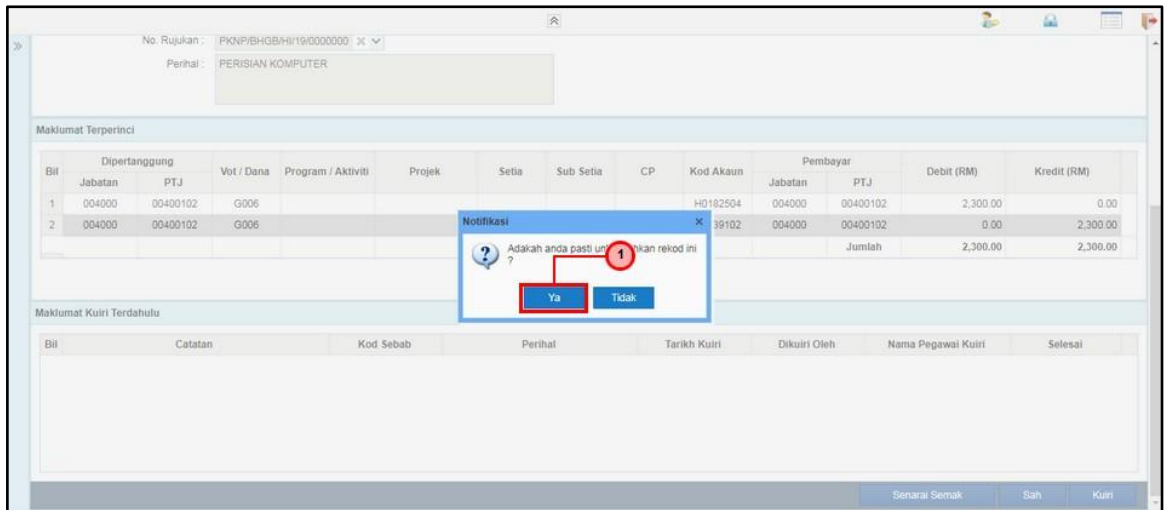 No. Rujukan : PKNP/BHGB/HI/19/0000000
Perihal : PERISIAN KOMPUTER
Maklumat Terperinci
Bil Dipertanggung Vot / Dana Program / Aktiviti Projek Setia Sub Setia CP Kod Akaun Pembayar Debit (RM) Kredit (RM)
Jabatan PTJ Jabatan PTJ
1 004000 00400102 G006 H0182504 004000 00400102 2,300.00 0.00
2 004000 00400102 G006 39102 004000 00400102 0.00 2,300.00
Jumlah 2,300.00 2,300.00
Notifikasi
Adakah anda pasti rekod ini
?
1
Ya Tidak
Maklumat Kuiri Terdahulu
Bil Catatan Kod Sebab Perihal Tarikh Kuiri Dikuiri Oleh Nama Pegawai Kuiri Selesai
Senarai Semak Sah Kuiri